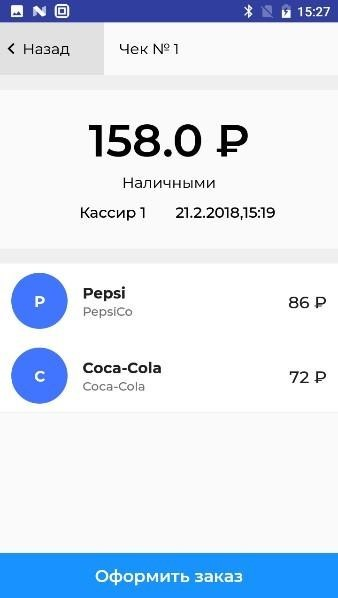 15:27
Назад
Чек № 1
158.0 ₽
Наличными
Кассир 1 21.2.2018,15:19
P
Pepsi
PepsiCo
86 ₽
C
Coca-Cola
Coca-Cola
72 ₽
Оформить заказ